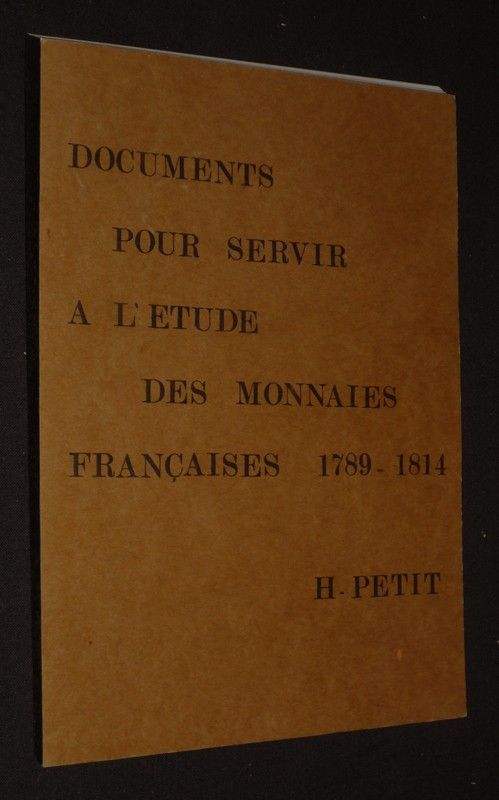 DOCUMENTS
POUR SERVIR
A L'ETUDE
DES MONNAIES
FRANÇAISES 1789-1814
H-PETIT